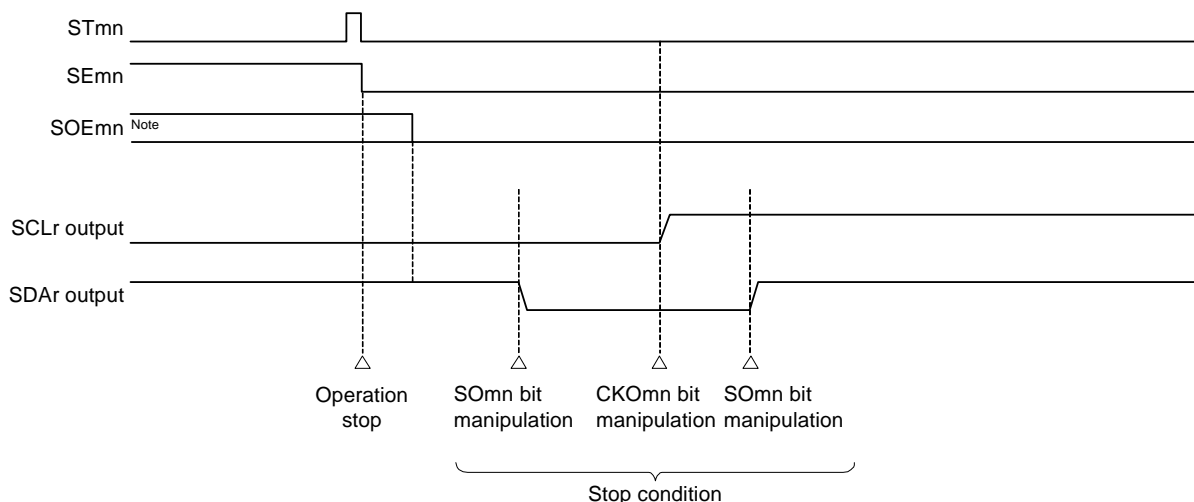 STmn
SEmn
SOEmn Note
SCLr output
SDAr output
Operation
stop
SOmn bit
manipulation
CKOmn bit
manipulation
SOmn bit
manipulation
Stop condition